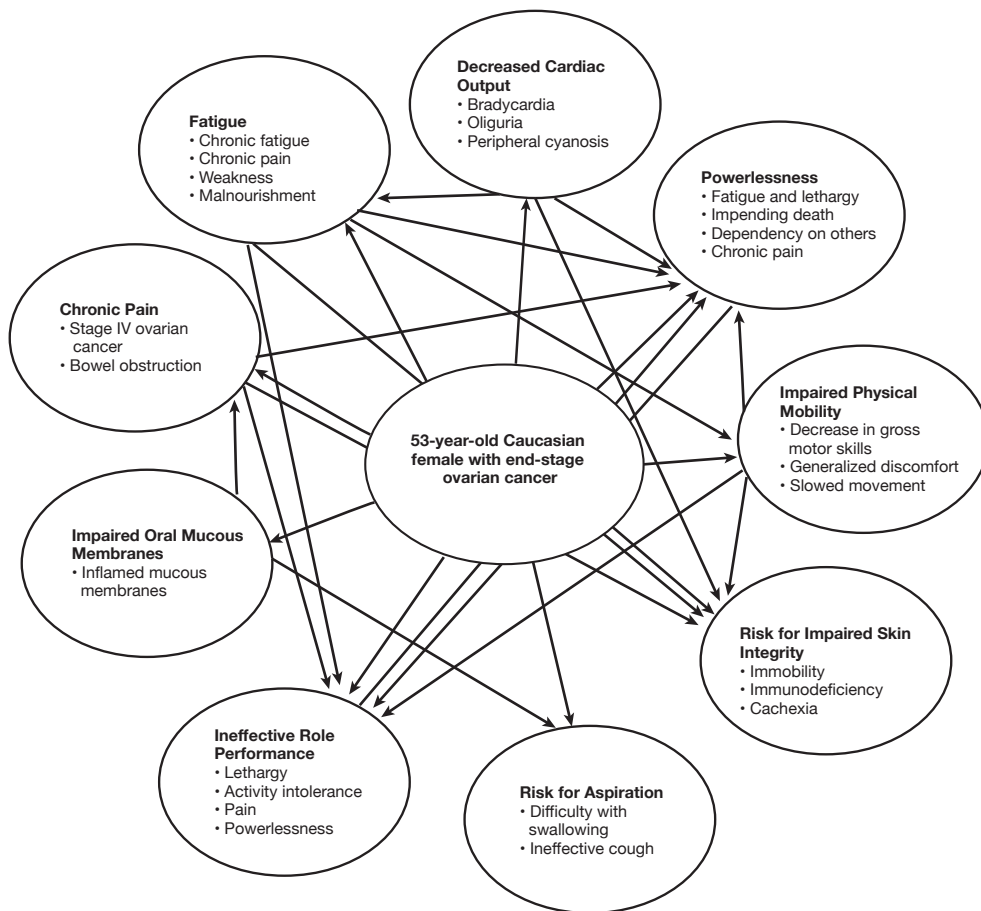 Decreased Cardiac
Output
• Bradycardia
• Oliguria
• Peripheral cyanosis
Fatigue
• Chronic fatigue
• Chronic pain
• Weakness
• Malnourishment
Powerlessness
• Fatigue and lethargy
• Impending death
• Dependency on others
• Chronic pain
Chronic Pain
• Stage IV ovarian
cancer
• Bowel obstruction
53-year-old Caucasian
female with end-stage
ovarian cancer
Impaired Physical
Mobility
• Decrease in gross
motor skills
• Generalized discomfort
• Slowed movement
Impaired Oral Mucous
Membranes
• Inflamed mucous
membranes
Risk for Impaired Skin
Integrity
• Immobility
• Immunodeficiency
• Cachexia
Ineffective Role
Performance
• Lethargy
• Activity intolerance
• Pain
• Powerlessness
Risk for Aspiration
• Difficulty with
swallowing
• Ineffective cough